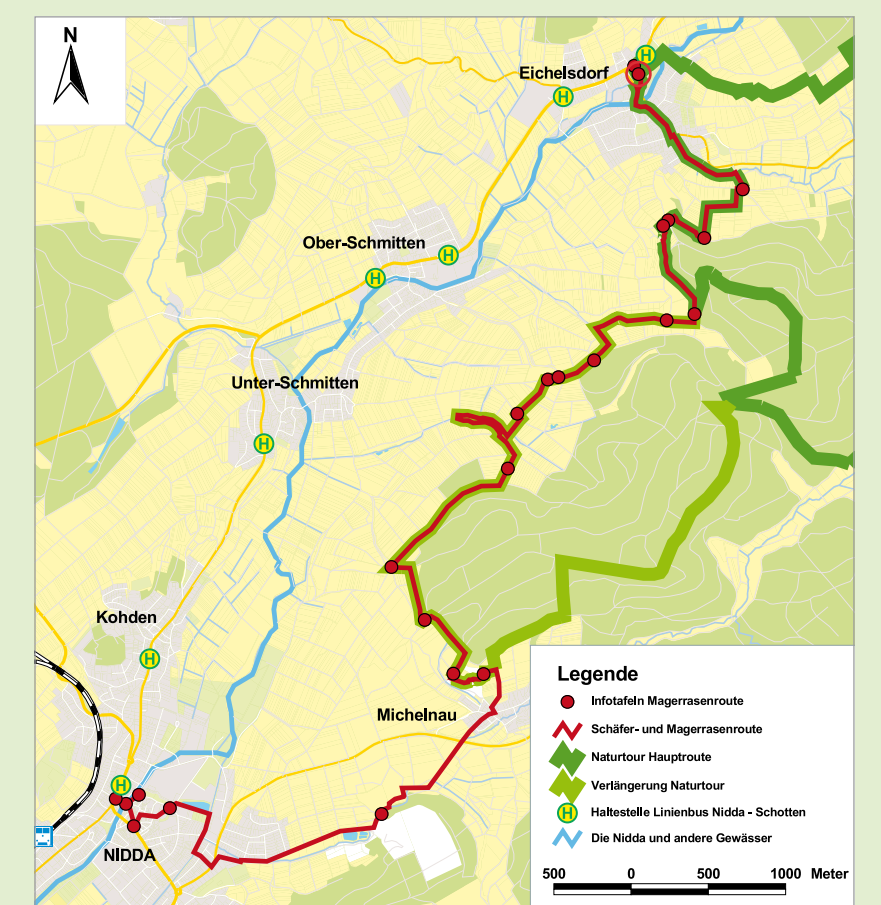 N
Eichelsdorf
H
H
Ober-Schmitten
H
H
Unter-Schmitten
H
Kohden
H
Michelnau
H
NIDDA
Legende
Infotafeln Magerrasenroute
Schäfer- und Magerrasenroute
Naturtour Hauptroute
Verlängerung Naturtour
H Haltestelle Linienbus Nidda - Schotten
Die Nidda und andere Gewässer
500 0 500 1000 Meter